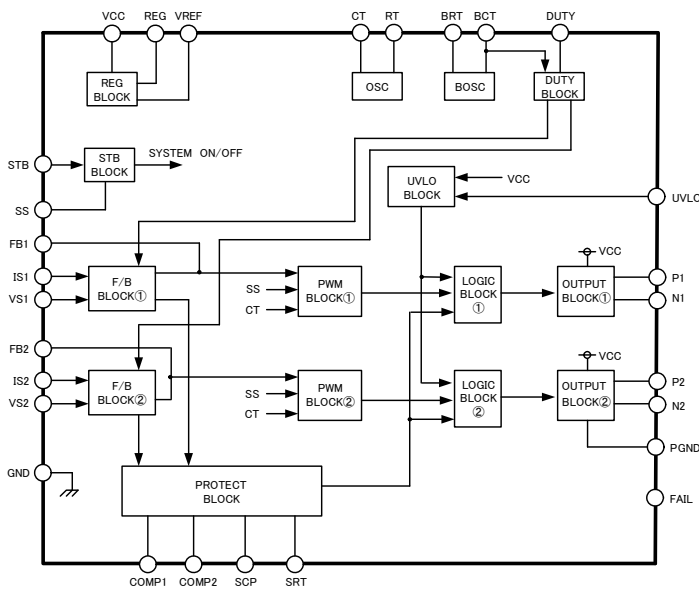 VCC REG VREF CT RT BRT BCT DUTY
REG
BLOCK
OSC
BOSC
DUTY
BLOCK
STB
STB
BLOCK
SYSTEM ON/OFF
SS
UVLO
BLOCK
VCC
UVLO
FB1
IS1
VS1
F/B
BLOCK①
SS
CT
PWM
BLOCK①
LOGIC
BLOCK
①
VCC
OUTPUT
BLOCK①
P1
N1
FB2
IS2
VS2
F/B
BLOCK②
SS
CT
PWM
BLOCK②
LOGIC
BLOCK
②
VCC
OUTPUT
BLOCK②
P2
N2
PGND
GND
PROTECT
BLOCK
FAIL
COMP1 COMP2 SCP SRT